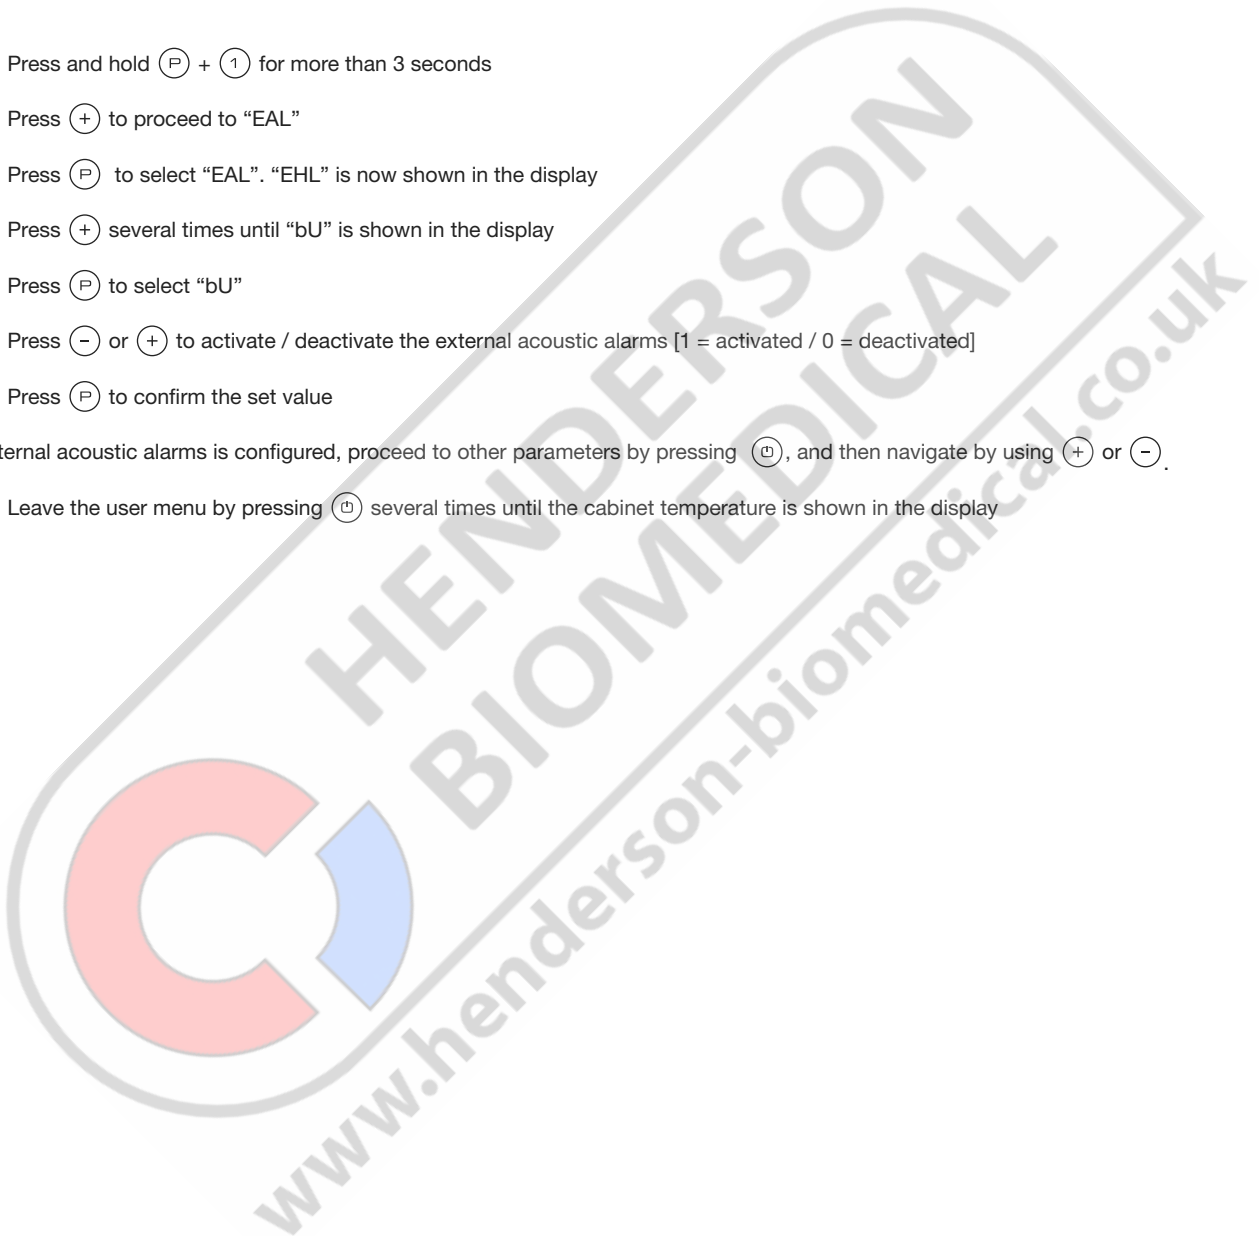 Press and hold P + 1 for more than 3 seconds
Press + to proceed to “EAL”
Press P to select “EAL”. “EHL” is now shown in the display
Press + several times until “bU” is shown in the display
Press P to select “bU”
Press - or + to activate / deactivate the external acoustic alarms [1 = activated / 0 = deactivated]
Press P to confirm the set value
ternal acoustic alarms is configured, proceed to other parameters by pressing , and then navigate by using + or - .
Leave the user menu by pressing several times until the cabinet temperature is shown in the display
HENDERSON
BIOMEDICAL
www.henderson-biomedical.co.uk